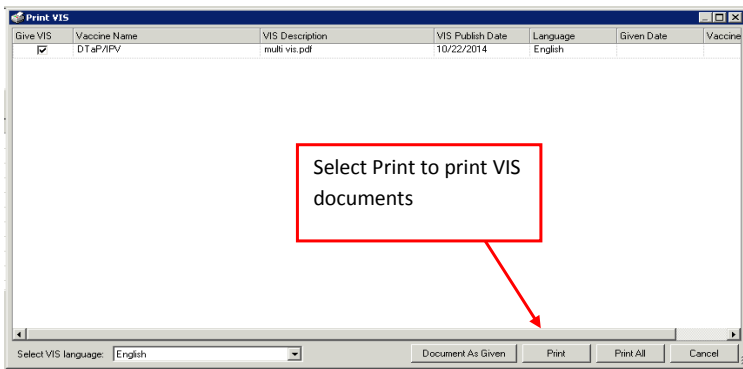 Print VIS
Give VIS Vaccine Name VIS Description VIS Publish Date Language Given Date Vaccine
DTaP/IPV multi vis.pdf 10/22/2014 English
Select Print to print VIS
documents
Select VIS language: English Document As Given Print Print All Cancel